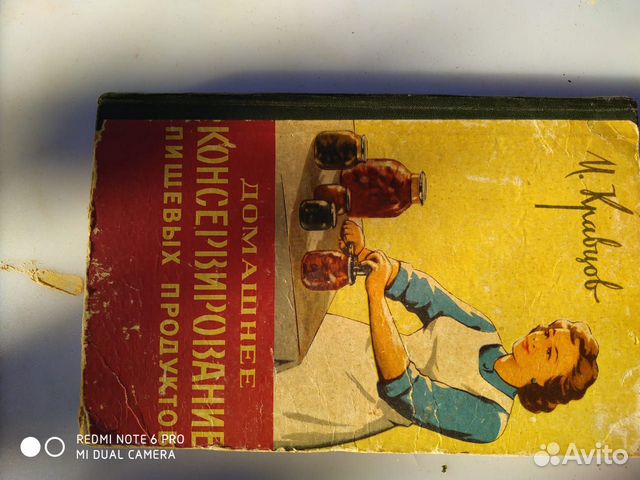 И. Кравцов
ДОМАШНЕЕ
КОНСЕРВИРОВАНИЕ
ПИЩЕВЫХ ПРОДУКТОВ
REDMI NOTE 6 PRO
MI DUAL CAMERA
Avito